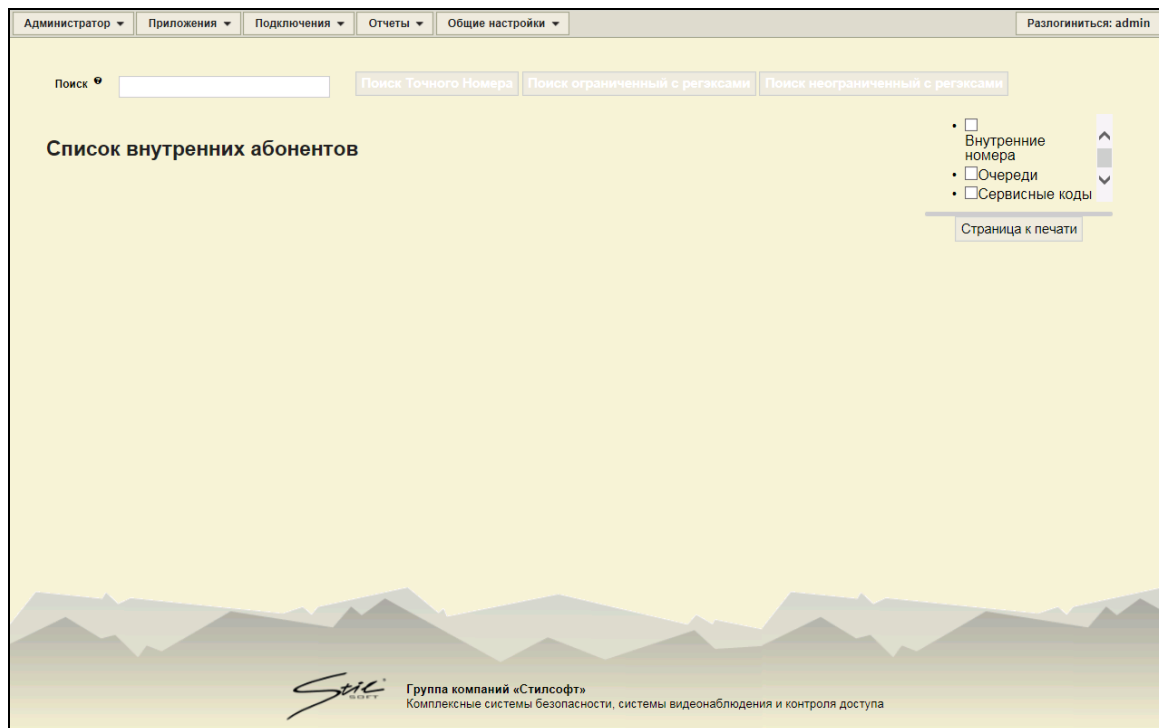 Администратор Приложения Подключения Отчеты Общие настройки Разлогиниться: admin
Поиск Поиск Точного Номера Поиск ограниченный с регэксами Поиск неограниченный с регэксами
Список внутренних абонентов
Внутренние
номера
Очереди
Сервисные коды
Страница к печати
Stil
SOFT
Группа компаний «Стилсофт»
Комплексные системы безопасности, системы видеонаблюдения и контроля доступа